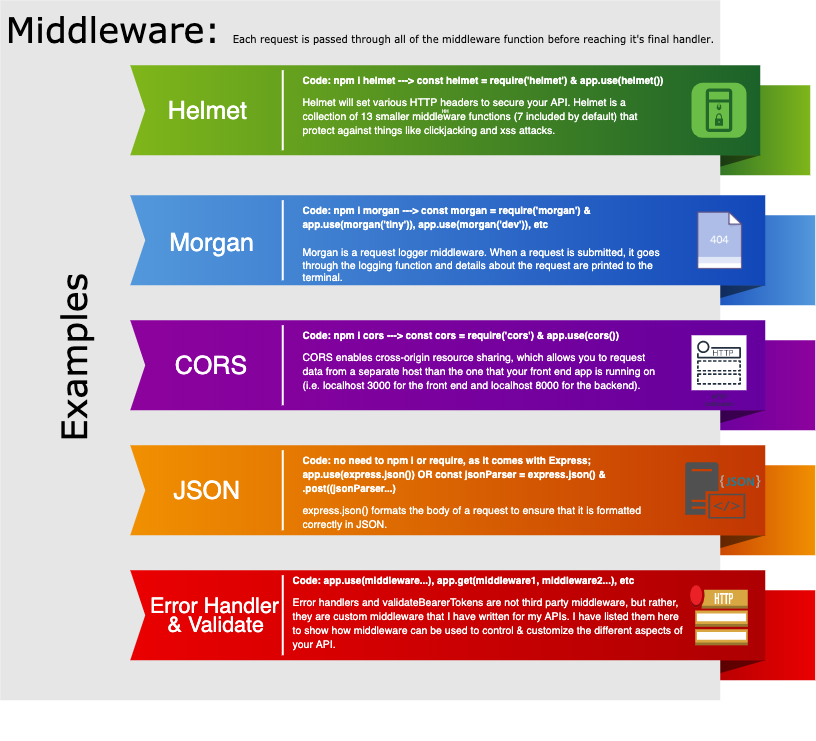 Middleware: Each request is passed through all of the middleware function before reaching it's final handler.
Examples
Helmet
Code: npm i helmet ---> const helmet = require('helmet') & app.use(helmet())
Helmet will set various HTTP headers to secure your API. Helmet is a
collection of 13 smaller middleware functions (7 included by default) that
protect against things like clickjacking and xss attacks.
Morgan
Code: npm i morgan ---> const morgan = require('morgan') &
app.use(morgan('tiny')), app.use(morgan('dev')), etc
Morgan is a request logger middleware. When a request is submitted, it goes
through the logging function and details about the request are printed to the
terminal.
404
CORS
Code: npm i cors ---> const cors = require('cors') & app.use(cors())
CORS enables cross-origin resource sharing, which allows you to request
data from a separate host than the one that your front end app is running on
(i.e. localhost 3000 for the front end and localhost 8000 for the backend).
HTTP
JSON
Code: no need to npm i or require, as it comes with Express;
app.use(express.json()) OR const jsonParser = express.json() &
.post((jsonParser...)
express.json() formats the body of a request to ensure that it is formatted
correctly in JSON.
{JSON}
</>
Error Handler
& Validate
Code: app.use(middleware...), app.get(middleware1, middleware2...), etc
Error handlers and validateBearerTokens are not third party middleware, but rather,
they are custom middleware that I have written for my APIs. I have listed them here
to show how middleware can be used to control & customize the different aspects of
your API.
HTTP